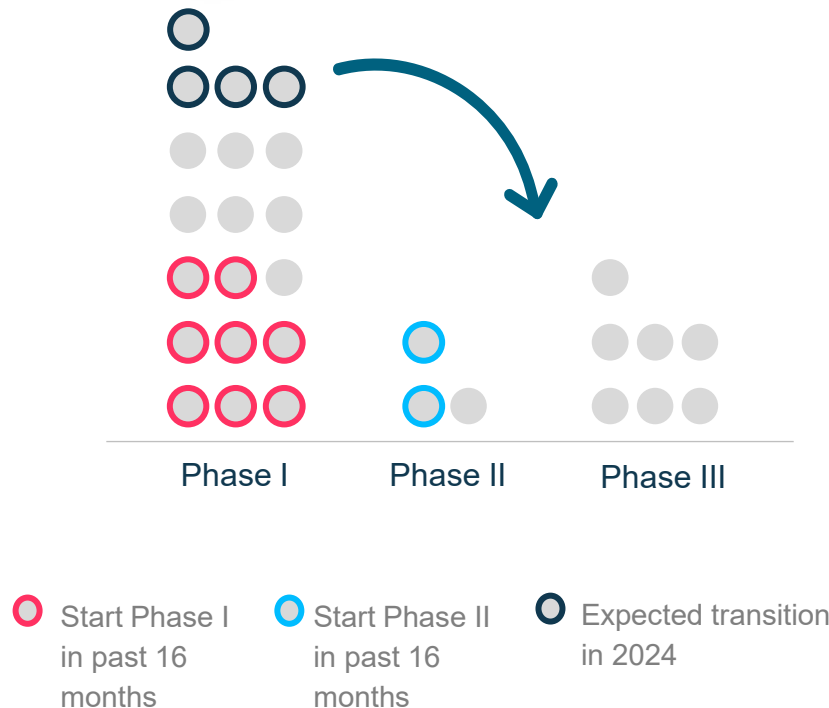 Phase I
Phase II
Phase III
Start Phase I
in past 16
months
Start Phase II
in past 16
months
Expected transition
in 2024